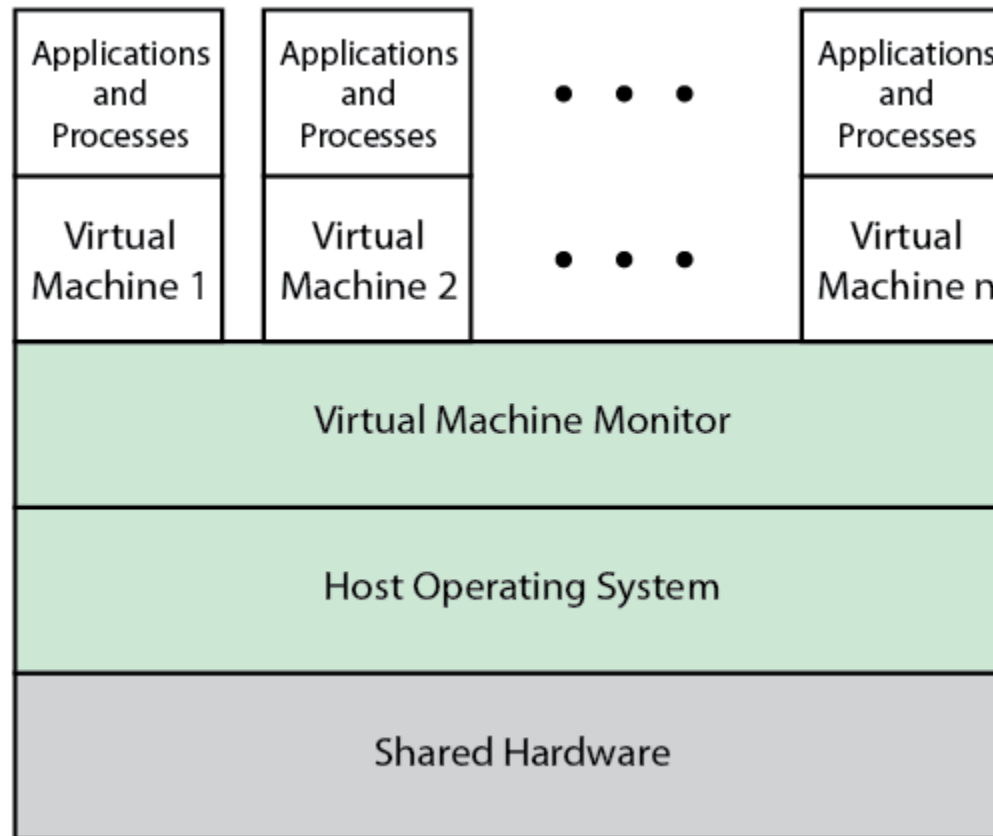 Applications
and
Processes
Applications
and
Processes
Applications
and
Processes
Virtual
Machine 1
Virtual
Machine 2
Virtual
Machine n
Virtual Machine Monitor
Host Operating System
Shared Hardware